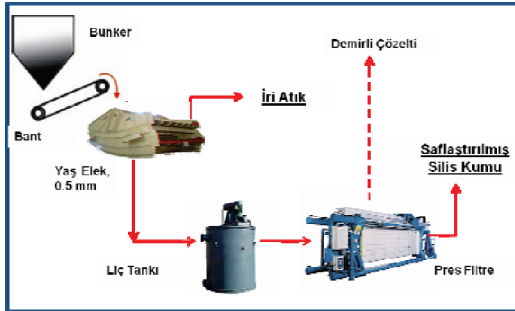 Bunker
Demirli Çözelti
İri Atık
Bant
Saflaştırılmış
Silis Kumu
Yaş Elek,
0.5 mm
Liç Tankı
Pres Filtre